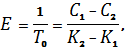 E = 1/T₀ = (C₁ − C₂)/(K₂ − K₁),